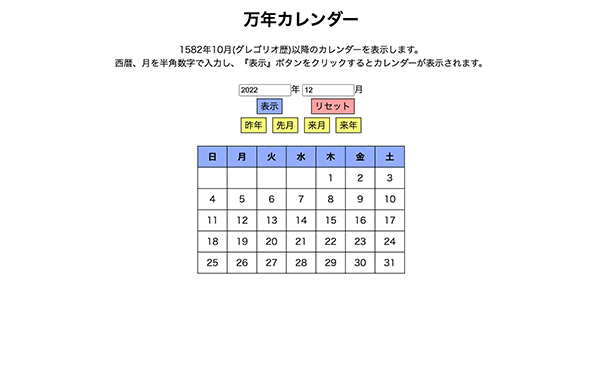 万年カレンダー
1582年10月(グレゴリオ歴)以降のカレンダーを表示します。
西暦、月を半角数字で入力し、『表示』ボタンをクリックするとカレンダーが表示されます。
2022 年 12 月
表示 リセット
昨年 先月 来月 来年
日 月 火 水 木 金 土
1 2 3
4 5 6 7 8 9 10
11 12 13 14 15 16 17
18 19 20 21 22 23 24
25 26 27 28 29 30 31